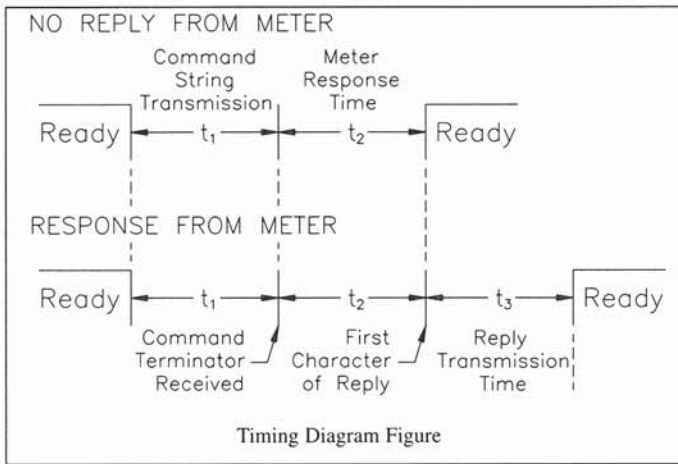 NO REPLY FROM METER
Command
String
Transmission
Meter
Response
Time
Ready
t₁
t₂
Ready
RESPONSE FROM METER
Ready
t₁
t₂
t₃
Ready
Command
Terminator
Received
First
Character
of Reply
Reply
Transmission
Time
Timing Diagram Figure